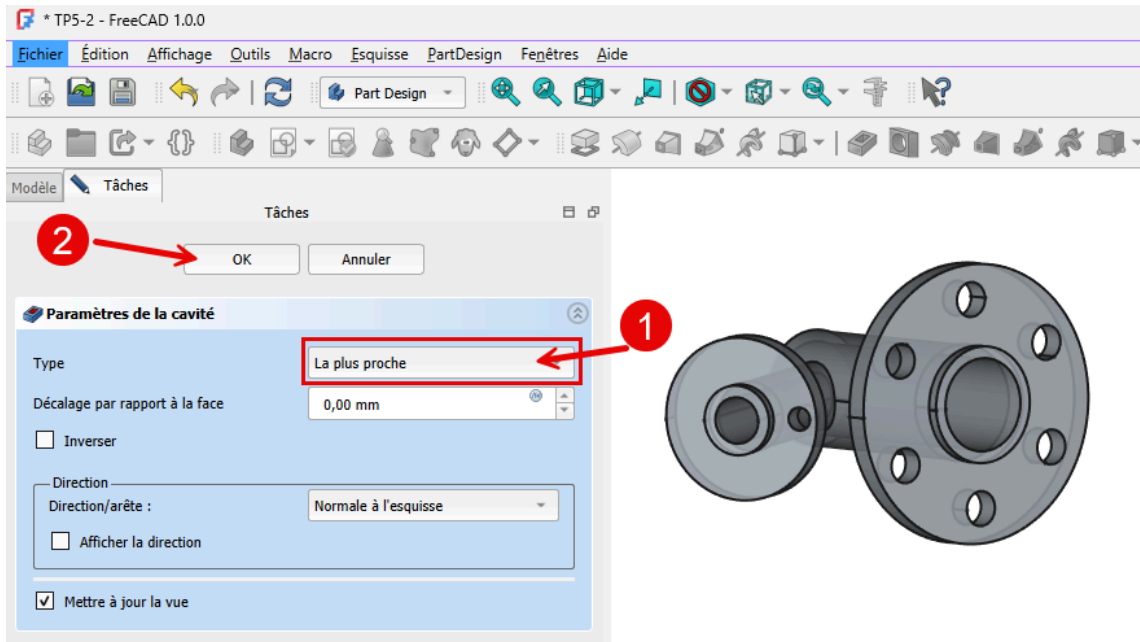 * TP5-2 - FreeCAD 1.0.0
Fichier Édition Affichage Outils Macro Esquisse PartDesign Fenêtres Aide
Part Design
Modèle Tâches
Tâches
2
OK Annuler
Paramètres de la cavité
1
Type La plus proche
Décalage par rapport à la face 0,00 mm
Inverser
Direction
Direction/arête : Normale à l'esquisse
Afficher la direction
Mettre à jour la vue